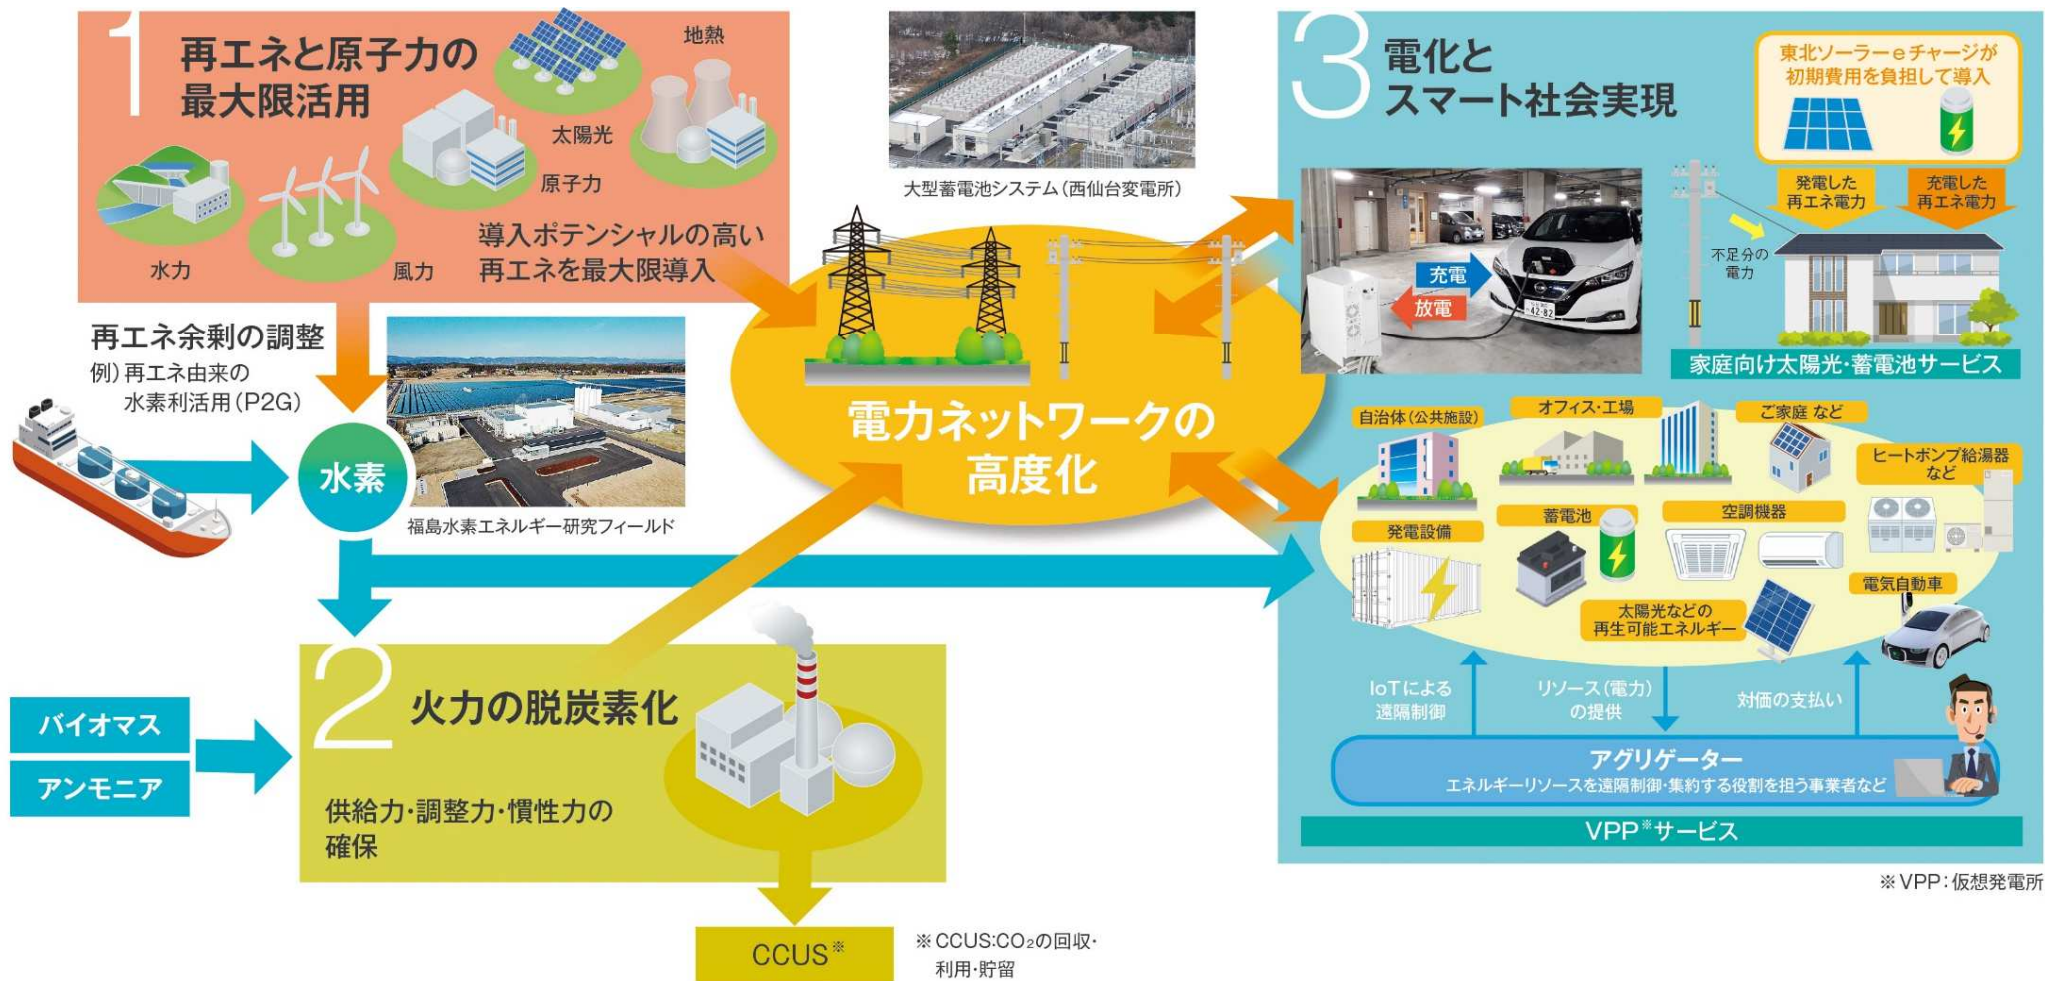 1
再エネと原子力の
最大限活用
地熱
太陽光
原子力
水力
風力
導入ポテンシャルの高い
再エネを最大限導入
再エネ余剰の調整
例)再エネ由来の
水素利活用(P2G)
水素
福島水素エネルギー研究フィールド
大型蓄電池システム(西仙台変電所)
電力ネットワークの
高度化
2
火力の脱炭素化
供給力・調整力・慣性力の
確保
バイオマス
アンモニア
CCUS※
※CCUS:CO₂の回収・
利用・貯留
3
電化と
スマート社会実現
東北ソーラーeチャージが
初期費用を負担して導入
発電した
再エネ電力
充電した
再エネ電力
不足分の
電力
充電
放電
42-82
家庭向け太陽光・蓄電池サービス
自治体(公共施設)
オフィス・工場
ご家庭 など
ヒートポンプ給湯器
など
発電設備
蓄電池
空調機器
電気自動車
太陽光などの
再生可能エネルギー
IoTによる
遠隔制御
リソース(電力)
の提供
対価の支払い
アグリゲーター
エネルギーリソースを遠隔制御・集約する役割を担う事業者など
VPP※サービス
※VPP:仮想発電所